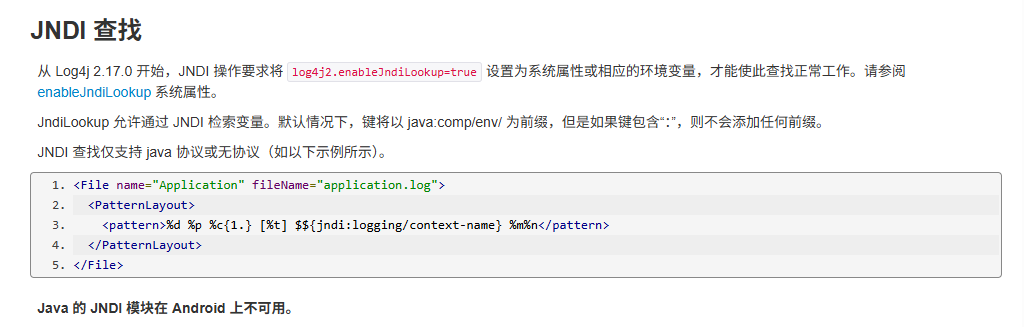 JNDI 查找
从 Log4j 2.17.0 开始，JNDI 操作要求将 log4j2.enableJndiLookup=true 设置为系统属性或相应的环境变量，才能使此查找正常工作。请参阅
enableJndiLookup 系统属性。
JndiLookup 允许通过 JNDI 检索变量。默认情况下，键将以 java:comp/env/ 为前缀，但是如果键包含“：”，则不会添加任何前缀。
JNDI 查找仅支持 java 协议或无协议（如以下示例所示）。
1. <File name="Application" fileName="application.log">
2.   <PatternLayout>
3.     <pattern>%d %p %c{1.} [%t] $${jndi:logging/context-name} %m%n</pattern>
4.   </PatternLayout>
5. </File>
Java 的 JNDI 模块在 Android 上不可用。